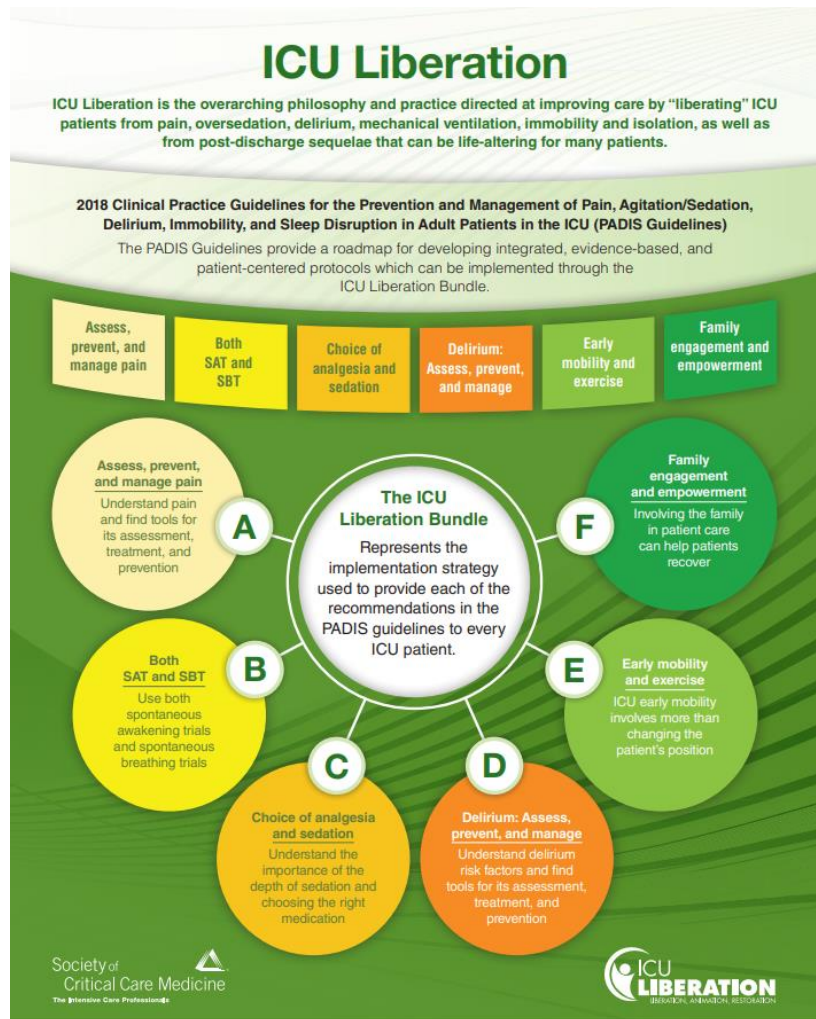 ICU Liberation
ICU Liberation is the overarching philosophy and practice directed at improving care by “liberating” ICU
patients from pain, oversedation, delirium, mechanical ventilation, immobility and isolation, as well as
from post-discharge sequelae that can be life-altering for many patients.
2018 Clinical Practice Guidelines for the Prevention and Management of Pain, Agitation/Sedation,
Delirium, Immobility, and Sleep Disruption in Adult Patients in the ICU (PADIS Guidelines)
The PADIS Guidelines provide a roadmap for developing integrated, evidence-based, and
patient-centered protocols which can be implemented through the
ICU Liberation Bundle.
Assess,
prevent, and
manage pain
Both
SAT and
SBT
Choice of
analgesia and
sedation
Delirium:
Assess, prevent,
and manage
Early
mobility and
exercise
Family
engagement and
empowerment
The ICU
Liberation Bundle
Represents the
implementation strategy
used to provide each of the
recommendations in the
PADIS guidelines to every
ICU patient.
A
Assess, prevent,
and manage pain
Understand pain
and find tools for
its assessment,
treatment, and
prevention
B
Both
SAT and SBT
Use both
spontaneous
awakening trials
and spontaneous
breathing trials
C
Choice of analgesia
and sedation
Understand the
importance of the
depth of sedation and
choosing the right
medication
D
Delirium: Assess,
prevent, and manage
Understand delirium
risk factors and find
tools for its assessment,
treatment, and
prevention
E
Early mobility
and exercise
ICU early mobility
involves more than
changing the
patient’s position
F
Family
engagement
and empowerment
Involving the family
in patient care
can help patients
recover
Society of
Critical Care Medicine
The Intensive Care Professionals
ICU
LIBERATION
LIBERATION, ANIMATION, RESTORATION